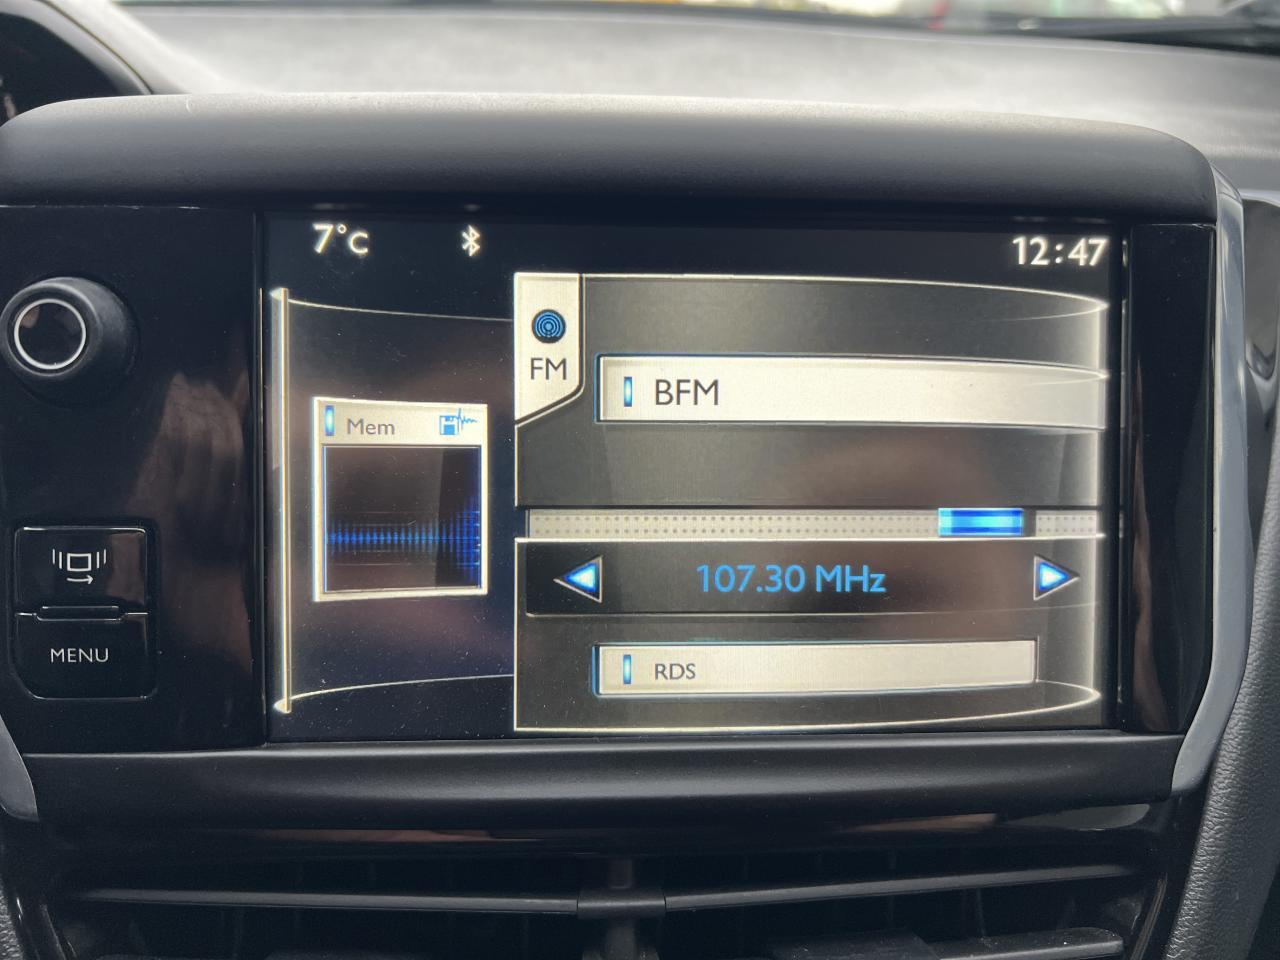 7°C
12:47
FM
BFM
Mem
107.30 MHz
MENU
RDS